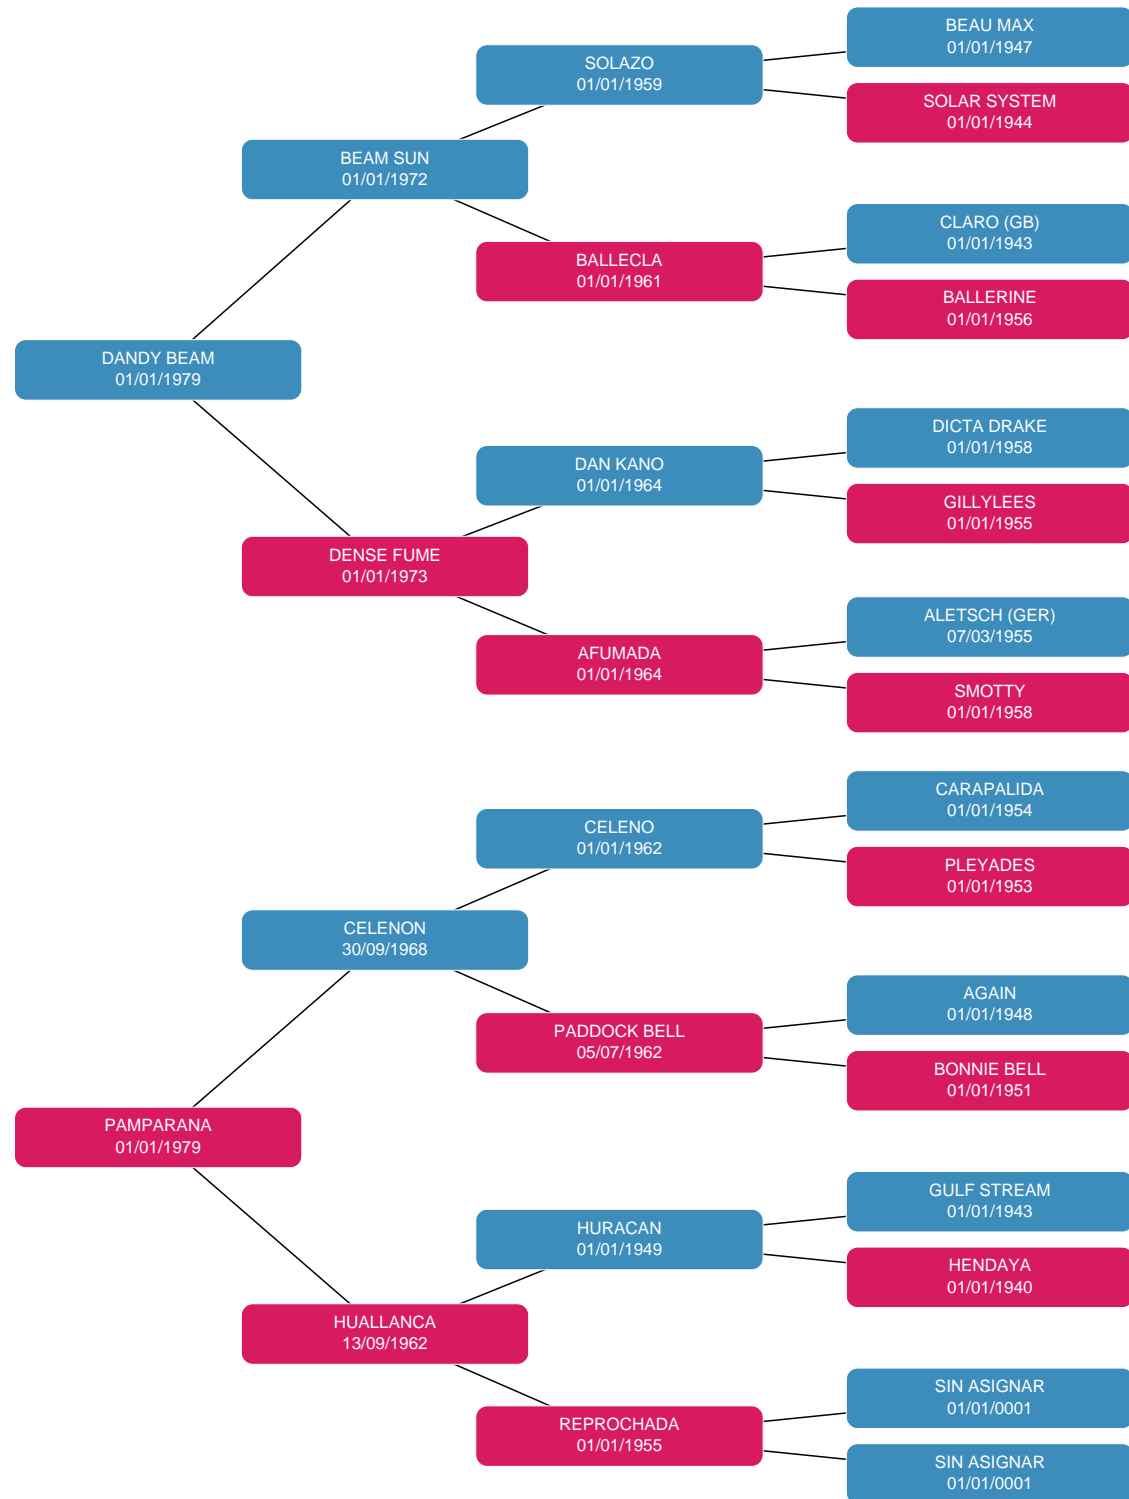 BEAU MAX
01/01/1947
SOLAZO
01/01/1959
SOLAR SYSTEM
01/01/1944
BEAM SUN
01/01/1972
CLARO (GB)
01/01/1943
BALLECLA
01/01/1961
BALLERINE
01/01/1956
DANDY BEAM
01/01/1979
DICTA DRAKE
01/01/1958
DAN KANO
01/01/1964
GILLYLEES
01/01/1955
DENSE FUME
01/01/1973
ALETSCH (GER)
07/03/1955
AFUMADA
01/01/1964
SMOTTY
01/01/1958
CARAPALIDA
01/01/1954
CELENO
01/01/1962
PLEYADES
01/01/1953
CELENON
30/09/1968
AGAIN
01/01/1948
PADDOCK BELL
05/07/1962
BONNIE BELL
01/01/1951
PAMPARANA
01/01/1979
GULF STREAM
01/01/1943
HURACAN
01/01/1949
HENDAYA
01/01/1940
HUALLANCA
13/09/1962
SIN ASIGNAR
01/01/0001
REPROCHADA
01/01/1955
SIN ASIGNAR
01/01/0001